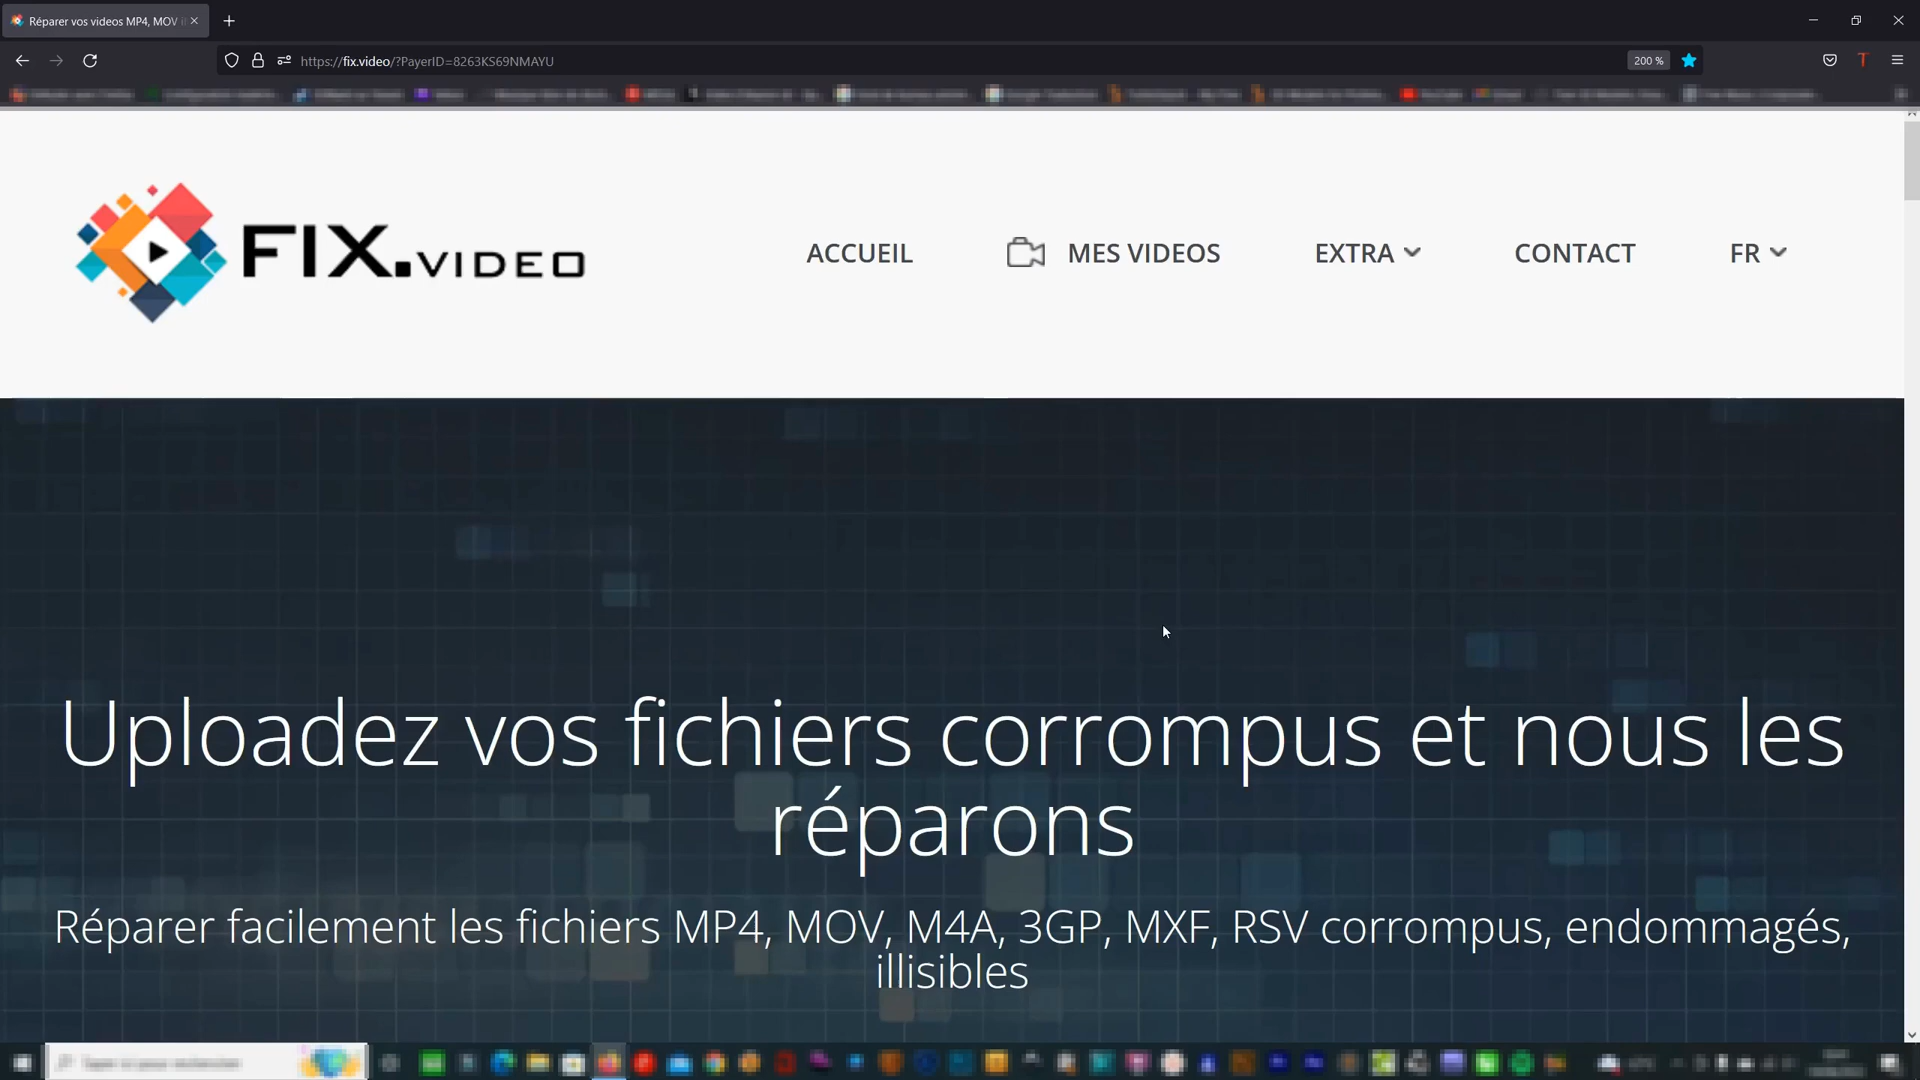 Réparer vos videos MP4, MOV
https://fix.video/?PayerID=8263KS69NMAYU
200 %
FIX.VIDEO
ACCUEIL
MES VIDEOS
EXTRA
CONTACT
FR
Uploadez vos fichiers corrompus et nous les
réparons
Réparer facilement les fichiers MP4, MOV, M4A, 3GP, MXF, RSV corrompus, endommagés,
illisibles